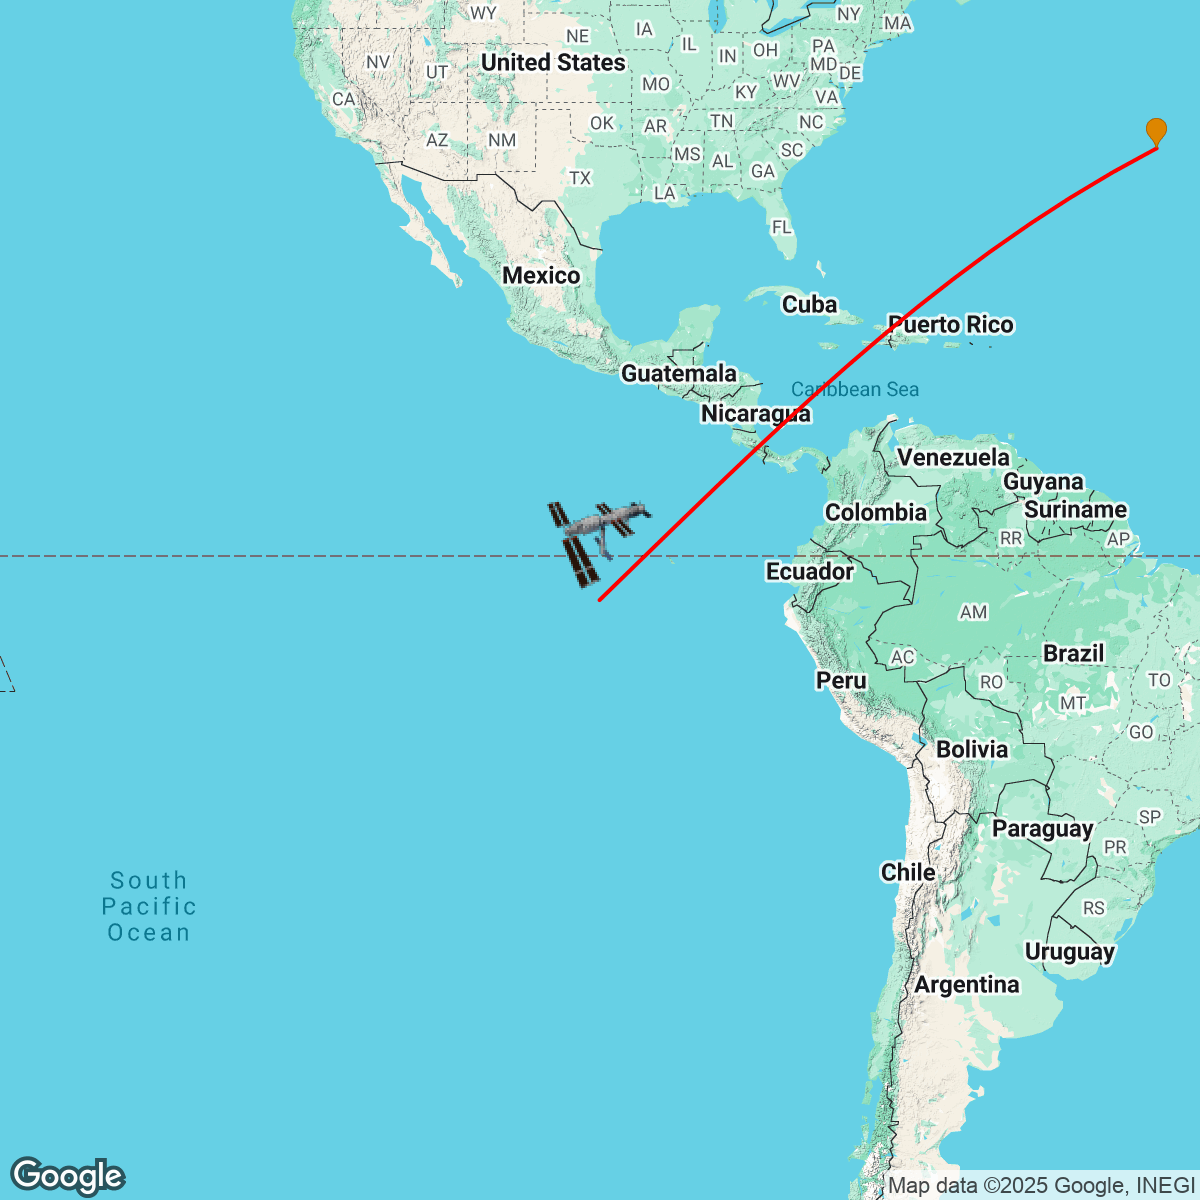 WY
NY
MA
IA
NE
IL
OH
PA
IN
United States
NV
UT
MD
DE
MO
WV
KY
VA
CA
OK
AR
TN
NC
AZ
NM
MS
AL
SC
GA
TX
LA
FL
Mexico
Cuba
Puerto Rico
Guatemala
Caribbean Sea
Nicaragua
Venezuela
Guyana
Colombia
Suriname
RR
AP
Ecuador
AM
AC
Brazil
Peru
RO
TO
MT
GO
Bolivia
SP
Paraguay
PR
Chile
South
Pacific
Ocean
RS
Uruguay
Argentina
Google
Map data ©2025 Google, INEGI